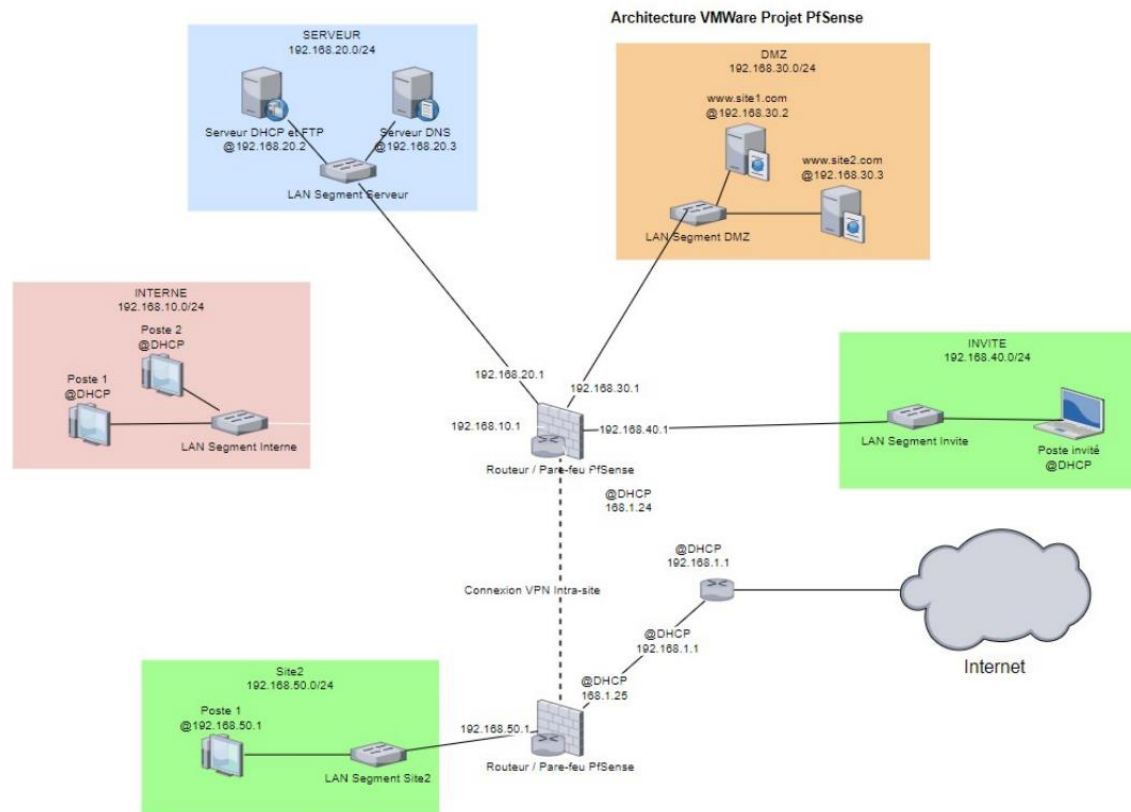 Architecture VMWare Projet PfSense
SERVEUR
192.168.20.0/24
Serveur DHCP et FTP
@192.168.20.2
Serveur DNS
@192.168.20.3
LAN Segment Serveur
DMZ
192.168.30.0/24
www.site1.com
@192.168.30.2
www.site2.com
@192.168.30.3
LAN Segment DMZ
INTERNE
192.168.10.0/24
Poste 2
@DHCP
Poste 1
@DHCP
LAN Segment Interne
192.168.20.1
192.168.30.1
192.168.10.1
192.168.40.1
Routeur / Pare-feu PfSense
@DHCP
168.1.24
INVITE
192.168.40.0/24
LAN Segment Invite
Poste invité
@DHCP
@DHCP
192.168.1.1
Connexion VPN Intra-site
@DHCP
192.168.1.1
Internet
@DHCP
168.1.25
Site2
192.168.50.0/24
Poste 1
@192.168.50.1
LAN Segment Site2
192.168.50.1
Routeur / Pare-feu PfSense